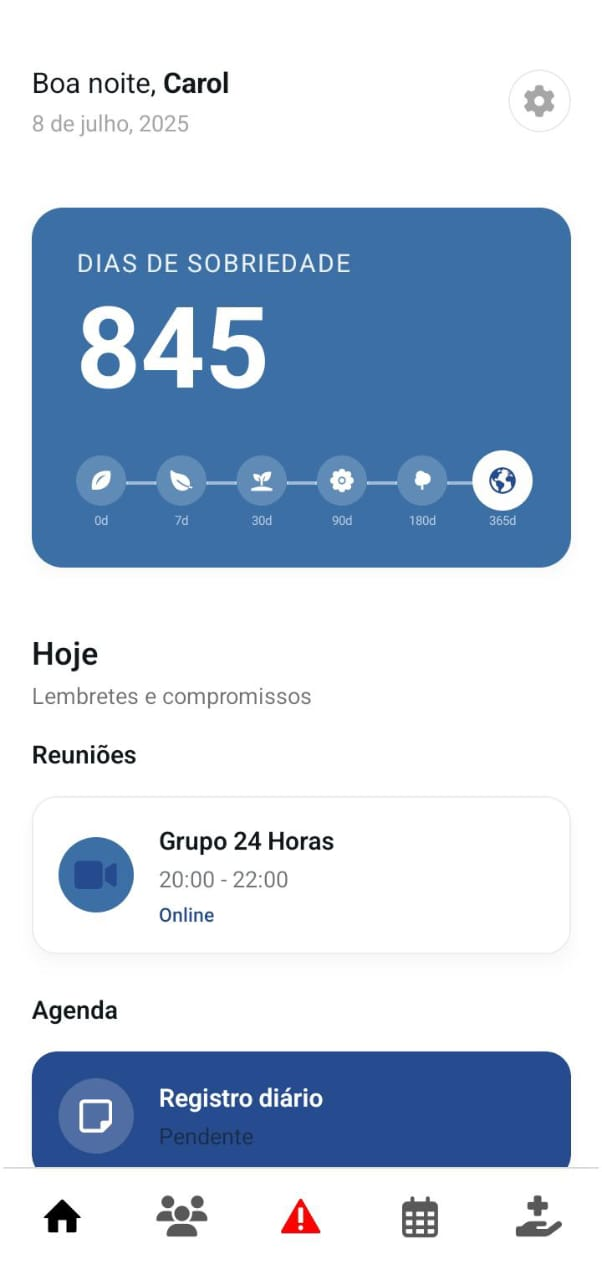 Boa noite, Carol
8 de julho, 2025
DIAS DE SOBRIEDADE
845
0d 7d 30d 90d 180d 365d
Hoje
Lembretes e compromissos
Reuniões
Grupo 24 Horas
20:00 - 22:00
Online
Agenda
Registro diário
Pendente